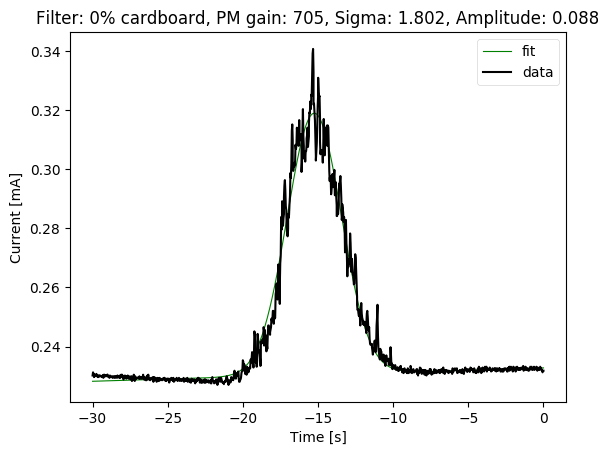 Filter: 0% cardboard, PM gain: 705, Sigma: 1.802, Amplitude: 0.088
fit
data
0.34
0.32
0.30
0.28
0.26
0.24
Current [mA]
−30 −25 −20 −15 −10 −5 0
Time [s]